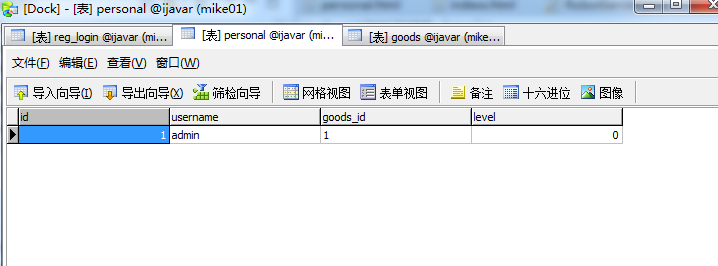 [Dock] - [表] personal @ijavar (mike01)
[表] reg_login @ijavar (mi... [表] personal @ijavar (mi... [表] goods @ijavar (mike...
文件(F) 编辑(E) 查看(V) 窗口(W)
导入向导(I) 导出向导(X) 筛检向导 网格视图 表单视图 备注 十六进位 图像
id username goods_id level
1 admin 1 0